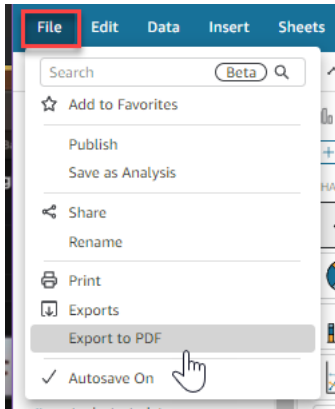 File Edit Data Insert Sheets
Search Beta
Add to Favorites
Publish
Save as Analysis
Share
Rename
Print
Exports
Export to PDF
Autosave On